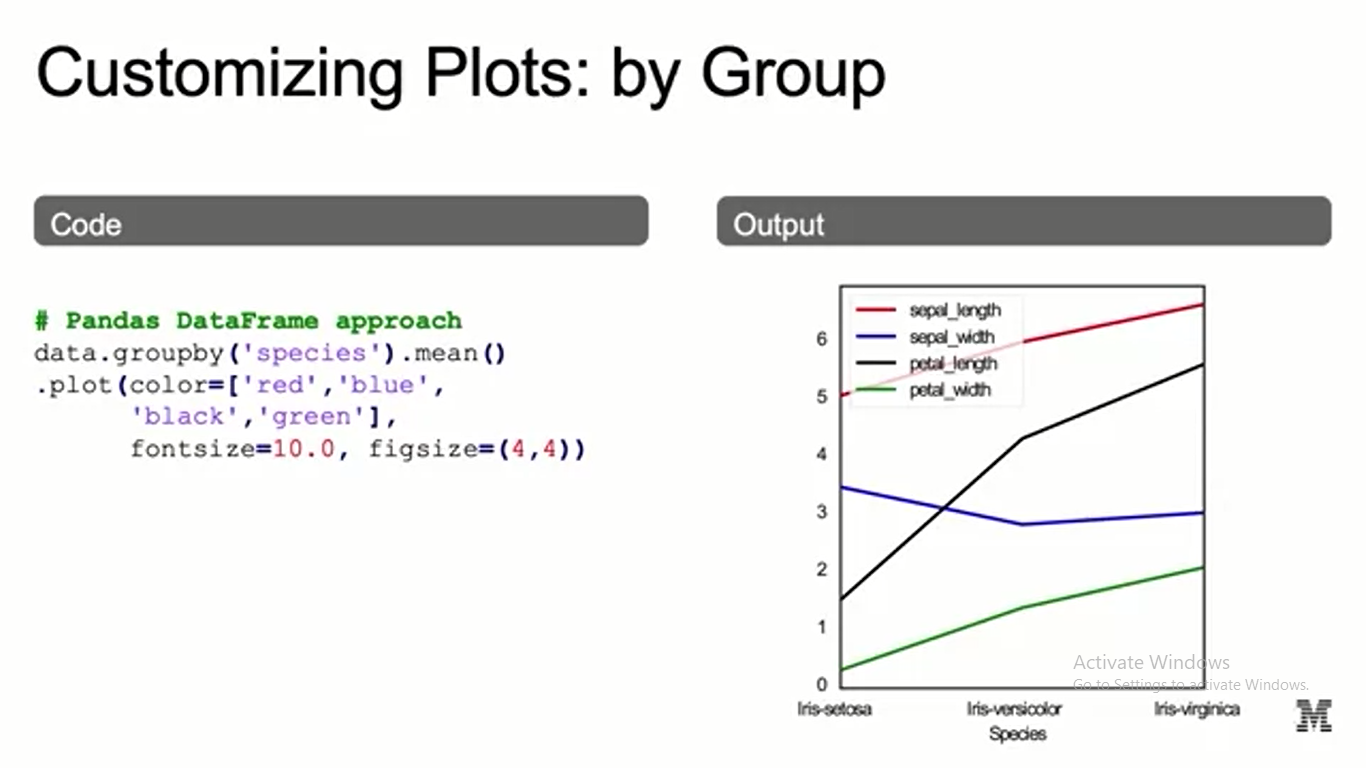 Customizing Plots: by Group
Code
# Pandas DataFrame approach
data.groupby('species').mean()
.plot(color=['red','blue',
'black','green'],
fontsize=10.0, figsize=(4,4))
Output
sepal_length
sepal_width
petal_length
petal_width
6
5
4
3
2
1
0
Iris-setosa Iris-versicolor Iris-virginica
Species
Activate Windows
Go to Settings to activate Windows.
M